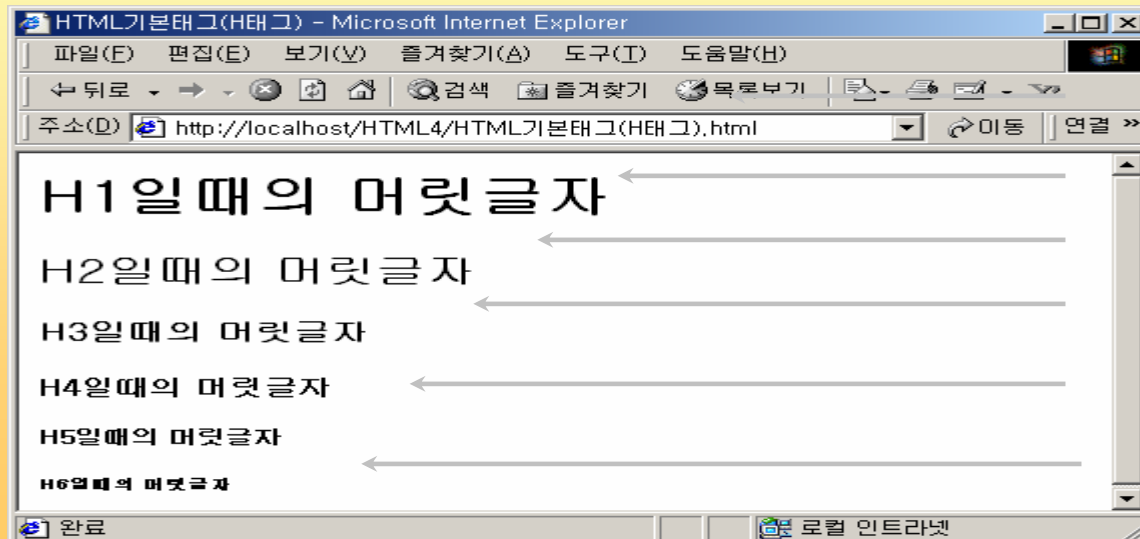 HTML기본태그(H태그) - Microsoft Internet Explorer
파일(F) 편집(E) 보기(V) 즐겨찾기(A) 도구(T) 도움말(H)
뒤로 검색 즐겨찾기 목록보기
주소(D) http://localhost/HTML4/HTML기본태그(H태그).html 이동 연결 »
H1일때의 머릿글자
H2일때의 머릿글자
H3일때의 머릿글자
H4일때의 머릿글자
H5일때의 머릿글자
H6일때의 머릿글자
완료 로컬 인트라넷